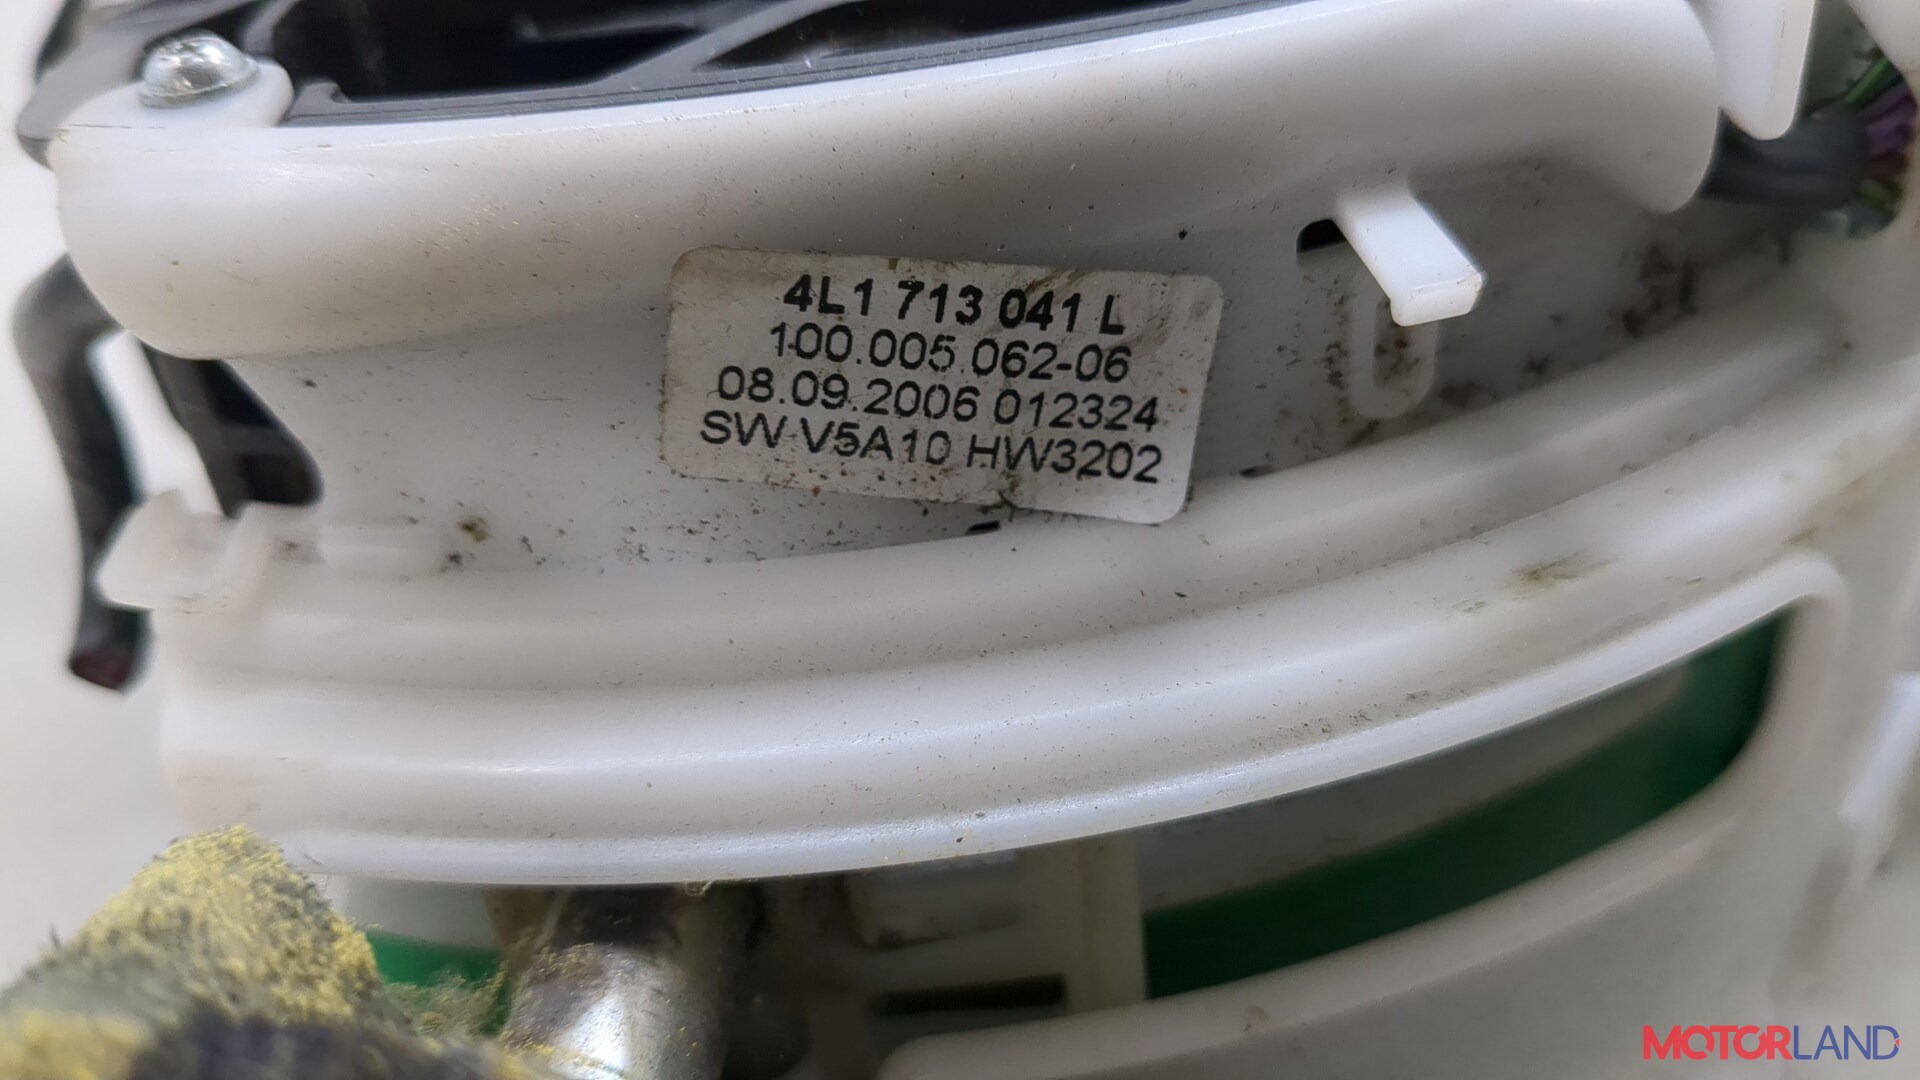 4L1 713 041 L
100.005.062-06
08.09.2006 012324
SW V5A10 HW3202
MOTORLAND